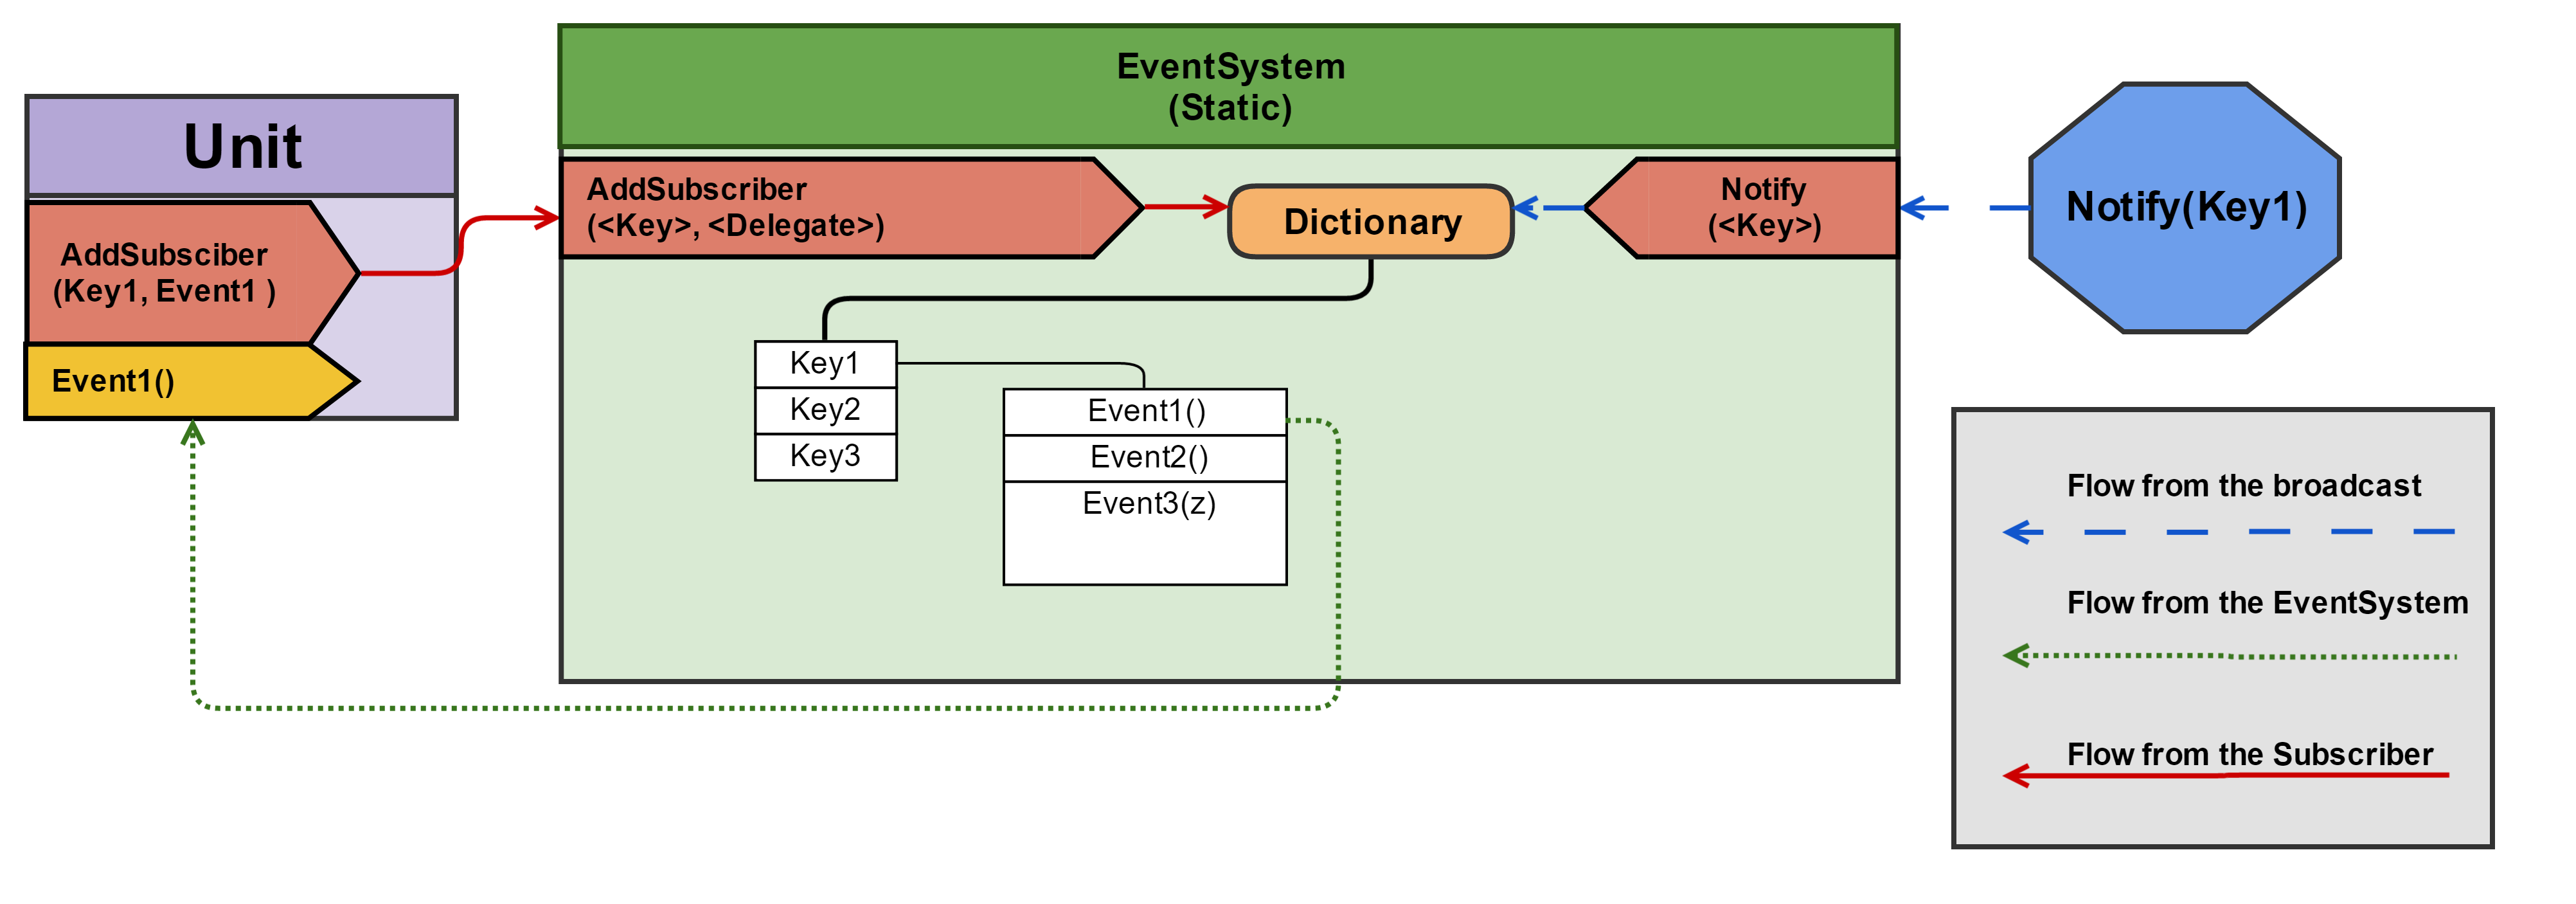 Unit
AddSubsciber
(Key1, Event1 )
Event1()
EventSystem
(Static)
AddSubscriber
(<Key>, <Delegate>)
Dictionary
Notify
(<Key>)
Notify(Key1)
Key1
Key2
Key3
Event1()
Event2()
Event3(z)
Flow from the broadcast
Flow from the EventSystem
Flow from the Subscriber